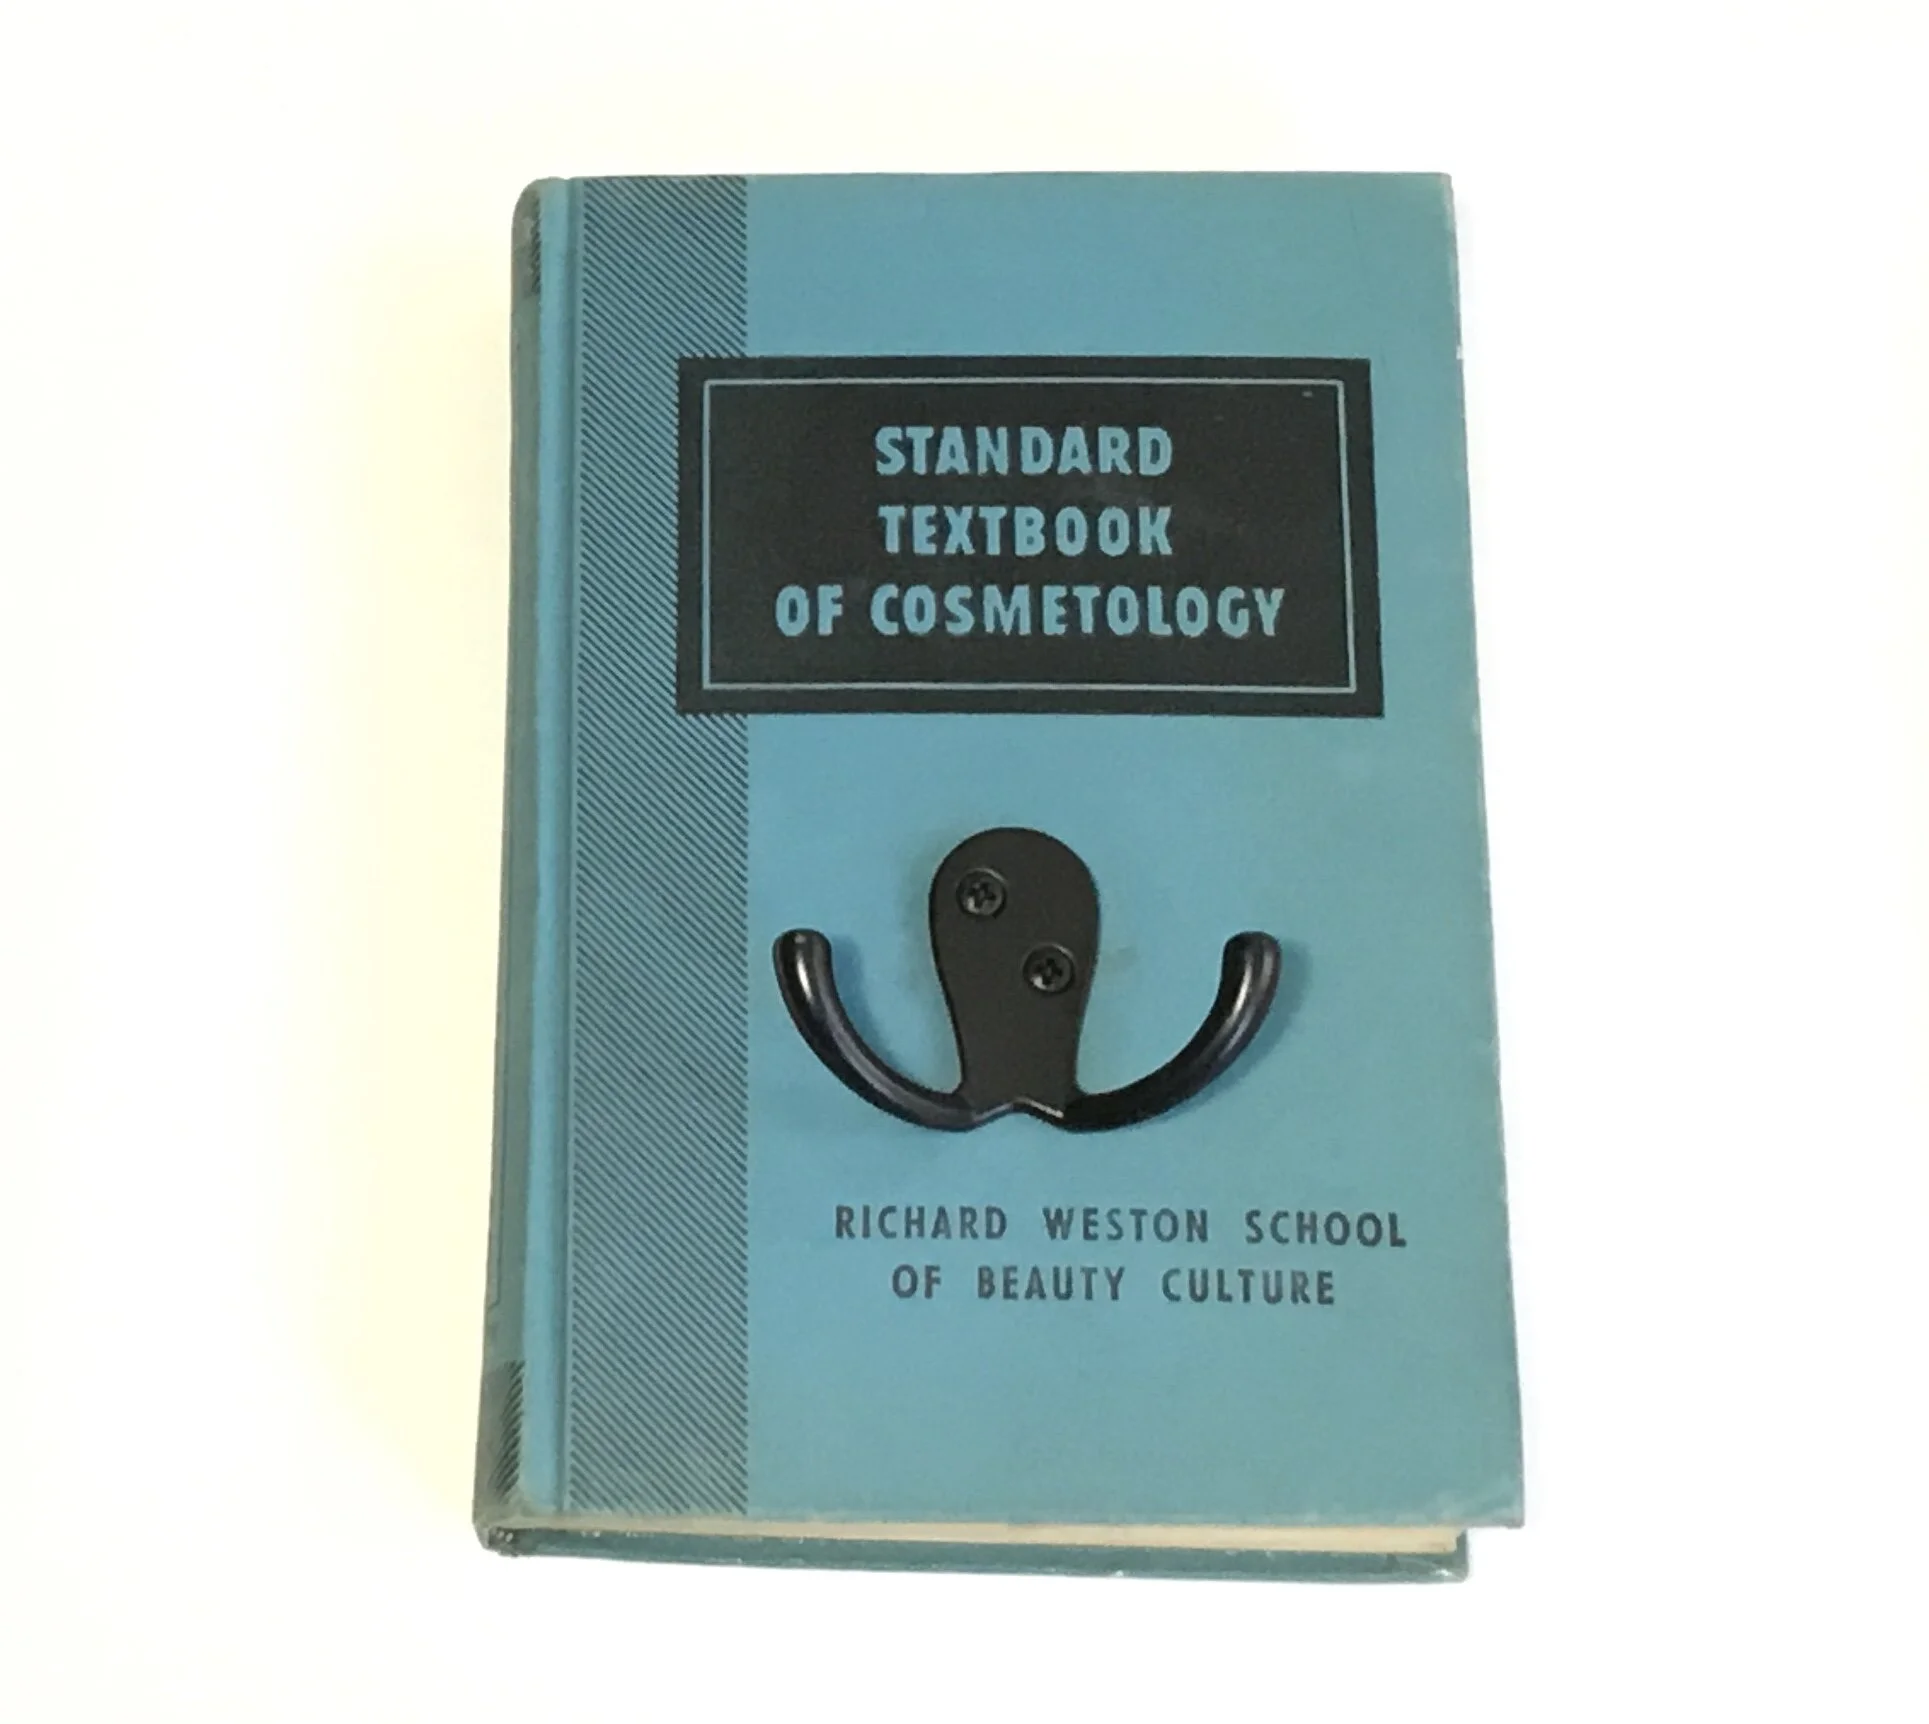 STANDARD
TEXTBOOK
OF COSMETOLOGY
RICHARD WESTON SCHOOL
OF BEAUTY CULTURE